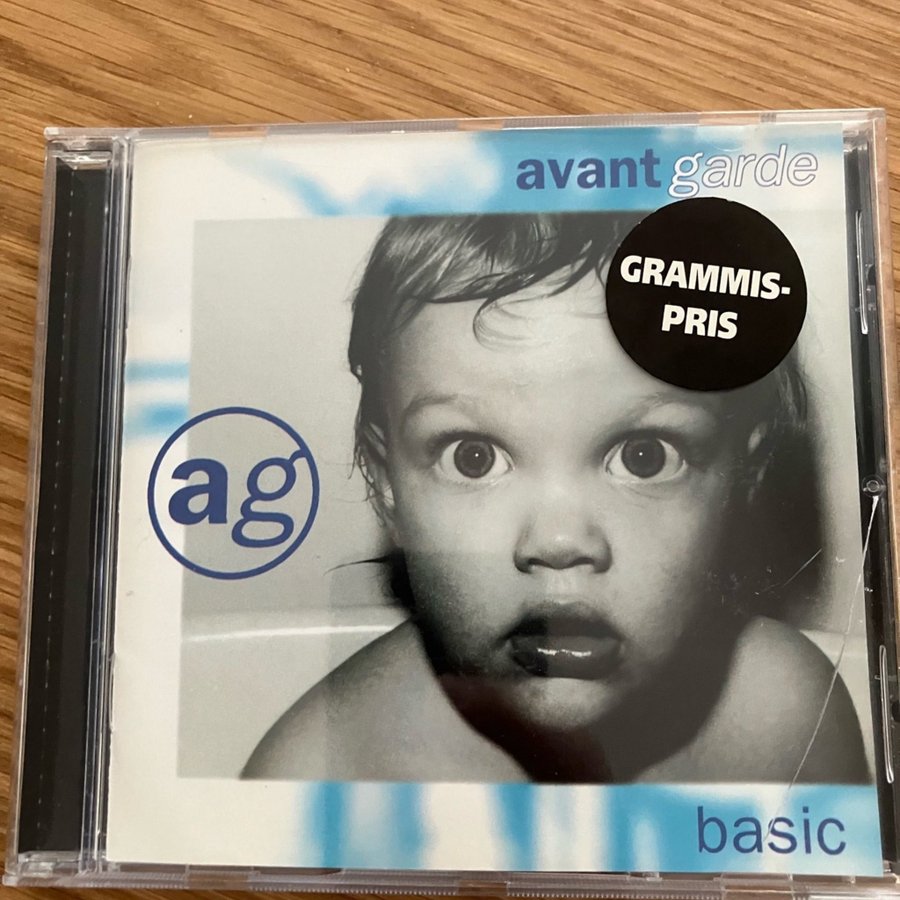 avant garde
GRAMMIS-
PRIS
ag
basic